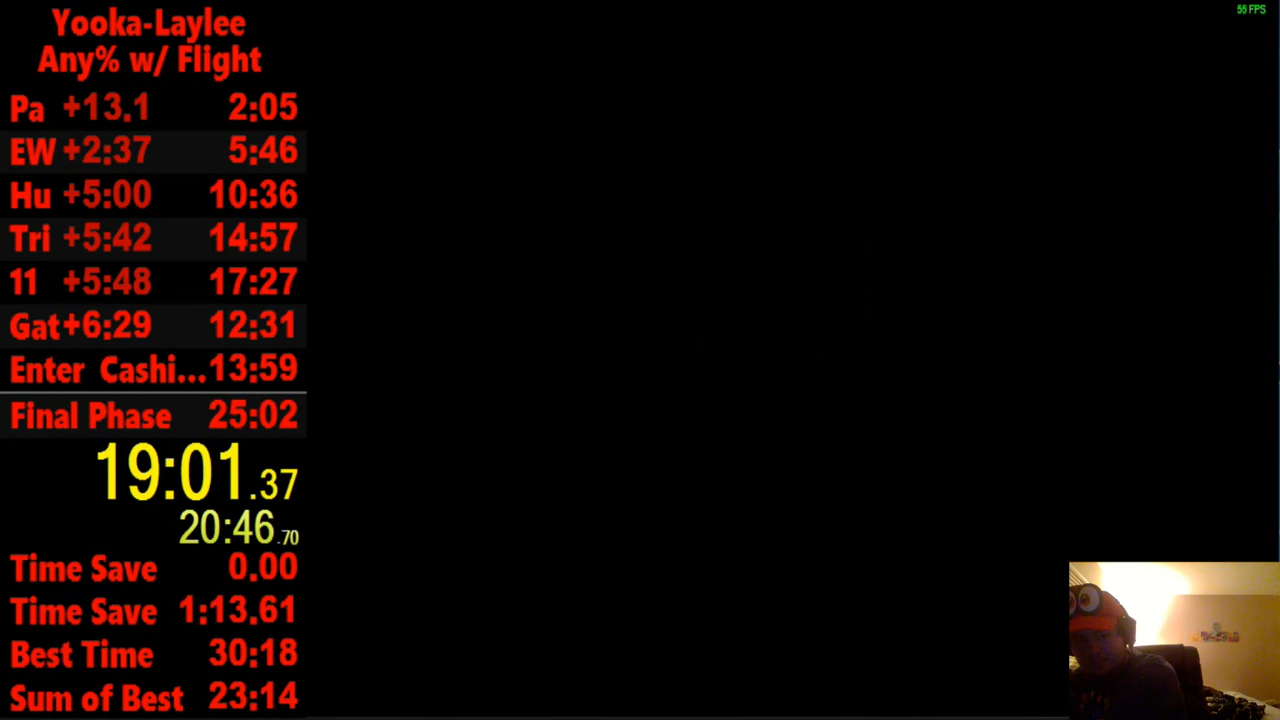 Yooka-Laylee
Any% w/ Flight
Pa +13.1 2:05
EW +2:37 5:46
Hu +5:00 10:36
Tri +5:42 14:57
11 +5:48 17:27
Gat +6:29 12:31
Enter Cashi... 13:59
Final Phase 25:02
19:01.37
20:46.70
Time Save 0.00
Time Save 1:13.61
Best Time 30:18
Sum of Best 23:14
55 FPS